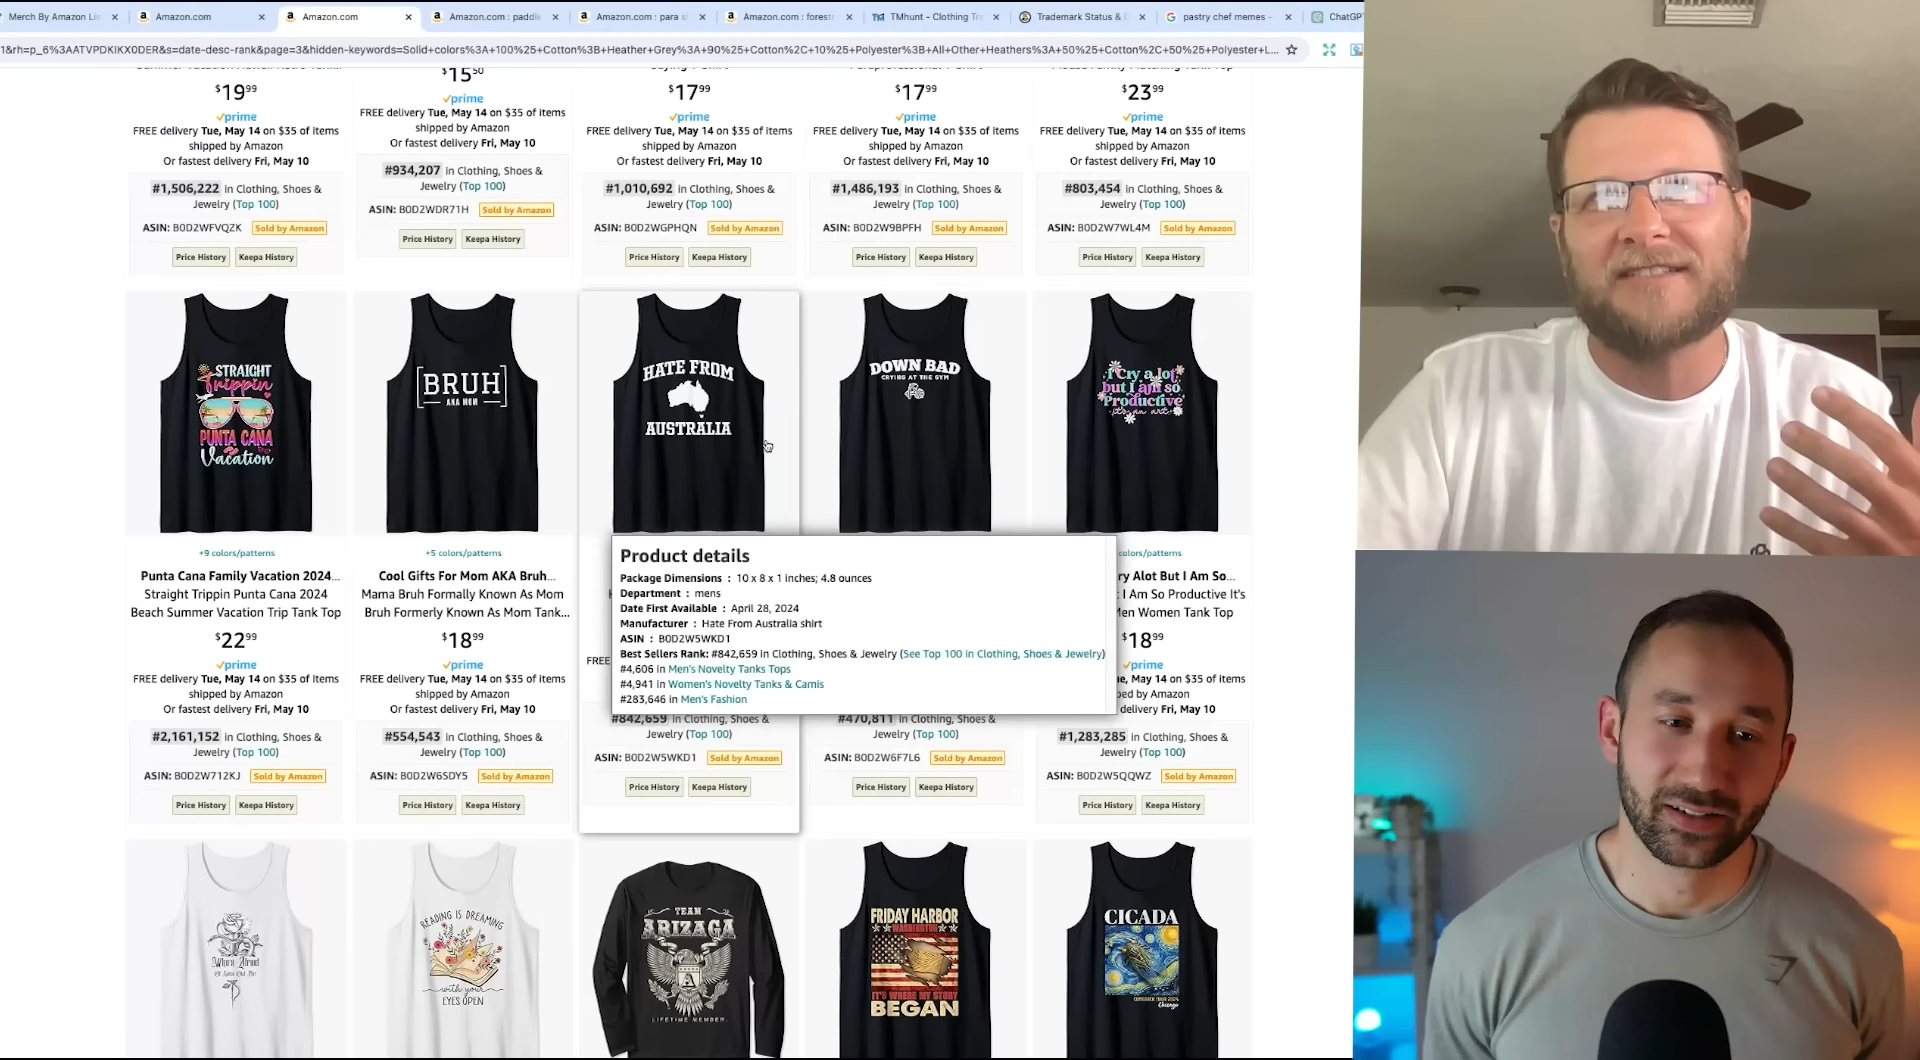 Merch By Amazon Lis
Amazon.com
Amazon.com
Amazon.com : paddle
Amazon.com : para s
Amazon.com : forestr
TMhunt - Clothing Tr
Trademark Status & D
pastry chef memes -
ChatGPT
1&rh=p_6%3AATVPDKIKX0DER&s=date-desc-rank&page=3&hidden-keywords=Solid+colors%3A+100%25+Cotton%3B+Heather+Grey%3A+90%25+Cotton%2C+10%25+Polyester%3B+All+Other+Heathers%3A+50%25+Cotton%2C+50%25+Polyester+L...
$19.99
prime
FREE delivery Tue, May 14 on $35 of items
shipped by Amazon
Or fastest delivery Fri, May 10
#1,506,222 in Clothing, Shoes &
Jewelry (Top 100)
ASIN: B0D2WFVQZK Sold by Amazon
Price History Keepa History
$15.50
prime
FREE delivery Tue, May 14 on $35 of items
shipped by Amazon
Or fastest delivery Fri, May 10
#934,207 in Clothing, Shoes &
Jewelry (Top 100)
ASIN: B0D2WDR71H Sold by Amazon
Price History Keepa History
$17.99
prime
FREE delivery Tue, May 14 on $35 of items
shipped by Amazon
Or fastest delivery Fri, May 10
#1,010,692 in Clothing, Shoes &
Jewelry (Top 100)
ASIN: B0D2WGPHQN Sold by Amazon
Price History Keepa History
$17.99
prime
FREE delivery Tue, May 14 on $35 of items
shipped by Amazon
Or fastest delivery Fri, May 10
#1,486,193 in Clothing, Shoes &
Jewelry (Top 100)
ASIN: B0D2W9BPFH Sold by Amazon
Price History Keepa History
$23.99
prime
FREE delivery Tue, May 14 on $35 of items
shipped by Amazon
Or fastest delivery Fri, May 10
#803,454 in Clothing, Shoes &
Jewelry (Top 100)
ASIN: B0D2W7WL4M Sold by Amazon
Price History Keepa History
STRAIGHT
Trippin
PUNTA CANA
Vacation
BRUH
AKA MOM
HATE FROM
AUSTRALIA
DOWN BAD
CRYING AT THE GYM
I Cry a lot
but I am so
Productive
it's an art
+9 colors/patterns
Punta Cana Family Vacation 2024...
Straight Trippin Punta Cana 2024
Beach Summer Vacation Trip Tank Top
$22.99
prime
FREE delivery Tue, May 14 on $35 of items
shipped by Amazon
Or fastest delivery Fri, May 10
#2,161,152 in Clothing, Shoes &
Jewelry (Top 100)
ASIN: B0D2W712KJ Sold by Amazon
Price History Keepa History
+5 colors/patterns
Cool Gifts For Mom AKA Bruh...
Mama Bruh Formally Known As Mom
Bruh Formerly Known As Mom Tank...
$18.99
prime
FREE delivery Tue, May 14 on $35 of items
shipped by Amazon
Or fastest delivery Fri, May 10
#554,543 in Clothing, Shoes &
Jewelry (Top 100)
ASIN: B0D2W6SDY5 Sold by Amazon
Price History Keepa History
Product details
Package Dimensions : 10 x 8 x 1 inches; 4.8 ounces
Department : mens
Date First Available : April 28, 2024
Manufacturer : Hate From Australia shirt
ASIN : B0D2W5WKD1
Best Sellers Rank: #842,659 in Clothing, Shoes & Jewelry (See Top 100 in Clothing, Shoes & Jewelry)
#4,606 in Men's Novelty Tanks Tops
#4,941 in Women's Novelty Tanks & Camis
#283,646 in Men's Fashion
FREE
#842,659 in Clothing, Shoes &
Jewelry (Top 100)
ASIN: B0D2W5WKD1 Sold by Amazon
Price History Keepa History
#470,811 in Clothing, Shoes &
Jewelry (Top 100)
ASIN: B0D2W6F7L6 Sold by Amazon
Price History Keepa History
colors/patterns
ry Alot But I Am So...
I Am So Productive It's
Men Women Tank Top
$18.99
prime
ue, May 14 on $35 of items
ped by Amazon
delivery Fri, May 10
#1,283,285 in Clothing, Shoes &
Jewelry (Top 100)
ASIN: B0D2W5QQWZ Sold by Amazon
Price History Keepa History
Who's Afraid
READING IS DREAMING
with your
EYES OPEN
TEAM
ARIZAGA
A
LIFETIME MEMBER
FRIDAY HARBOR
WASHINGTON
IT'S WHERE MY STORY
BEGAN
CICADA
COMEBACK TOUR 2024
Chicago